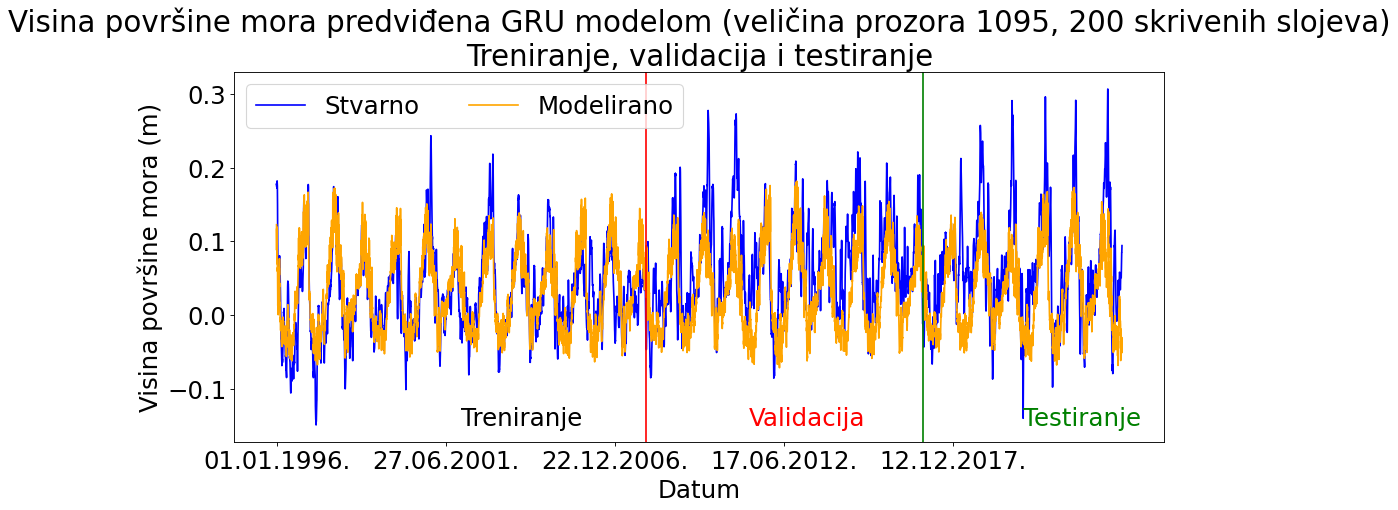 Visina površine mora predviđena GRU modelom (veličina prozora 1095, 200 skrivenih slojeva)
Treniranje, validacija i testiranje
Stvarno
Modelirano
Visina površine mora (m)
0.3
0.2
0.1
0.0
−0.1
Treniranje
Validacija
Testiranje
01.01.1996.
27.06.2001.
22.12.2006.
17.06.2012.
12.12.2017.
Datum